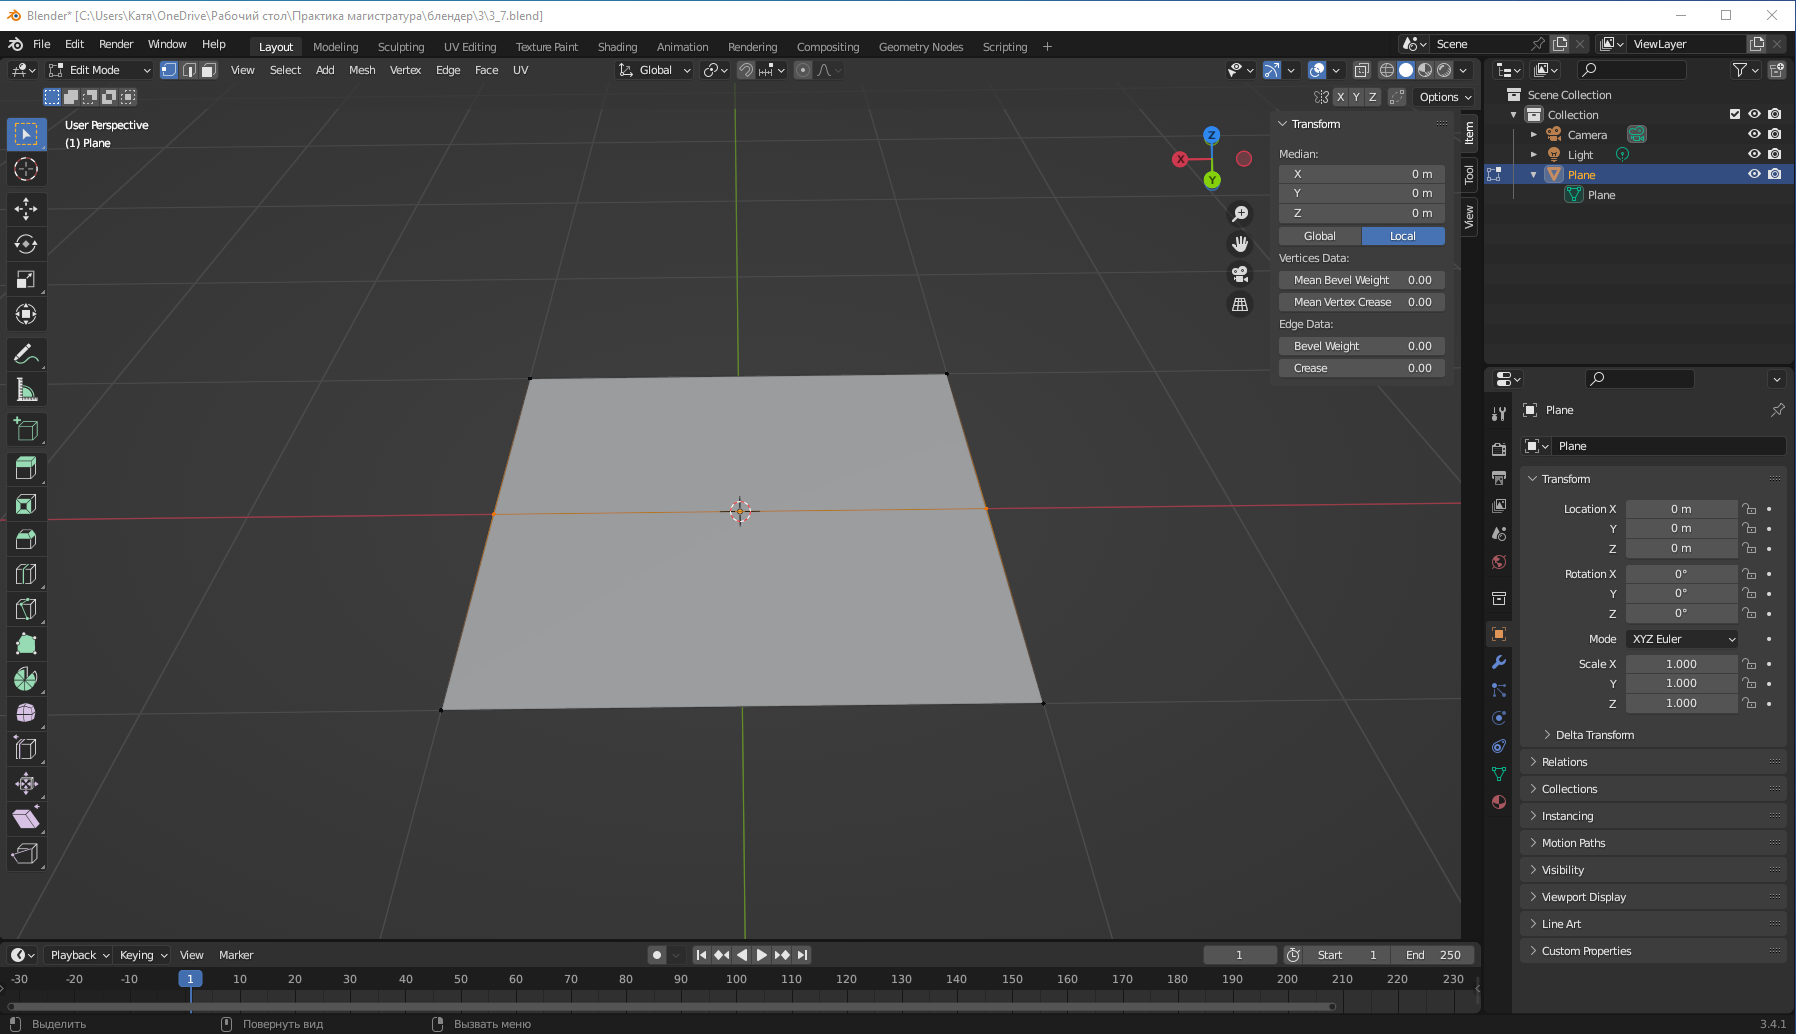 Blender* [C:\Users\Катя\OneDrive\Рабочий стол\Практика магистратура\блендер\3\3_7.blend]
File Edit Render Window Help Layout Modeling Sculpting UV Editing Texture Paint Shading Animation Rendering Compositing Geometry Nodes Scripting + Scene ViewLayer
Edit Mode View Select Add Mesh Vertex Edge Face UV Global
X Y Z Options
User Perspective
(1) Plane
Z
X
Y
Transform
Median:
X 0 m
Y 0 m
Z 0 m
Global Local
Vertices Data:
Mean Bevel Weight 0.00
Mean Vertex Crease 0.00
Edge Data:
Bevel Weight 0.00
Crease 0.00
Item
Tool
View
Scene Collection
Collection
Camera
Light
Plane
Plane
Plane
Plane
Transform
Location X 0 m
Y 0 m
Z 0 m
Rotation X 0°
Y 0°
Z 0°
Mode XYZ Euler
Scale X 1.000
Y 1.000
Z 1.000
Delta Transform
Relations
Collections
Instancing
Motion Paths
Visibility
Viewport Display
Line Art
Custom Properties
Playback Keying View Marker 1 Start 1 End 250
-30 -20 -10 1 10 20 30 40 50 60 70 80 90 100 110 120 130 140 150 160 170 180 190 200 210 220 230
Выделить Повернуть вид Вызвать меню 3.4.1